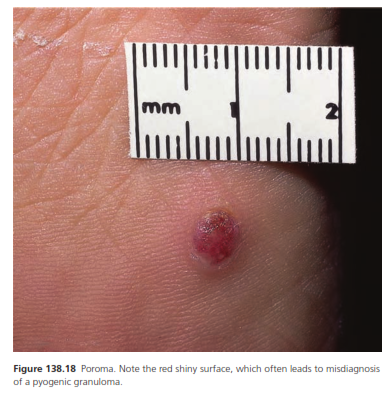 mm 1 2
Figure 138.18 Poroma. Note the red shiny surface, which often leads to misdiagnosis
of a pyogenic granuloma.